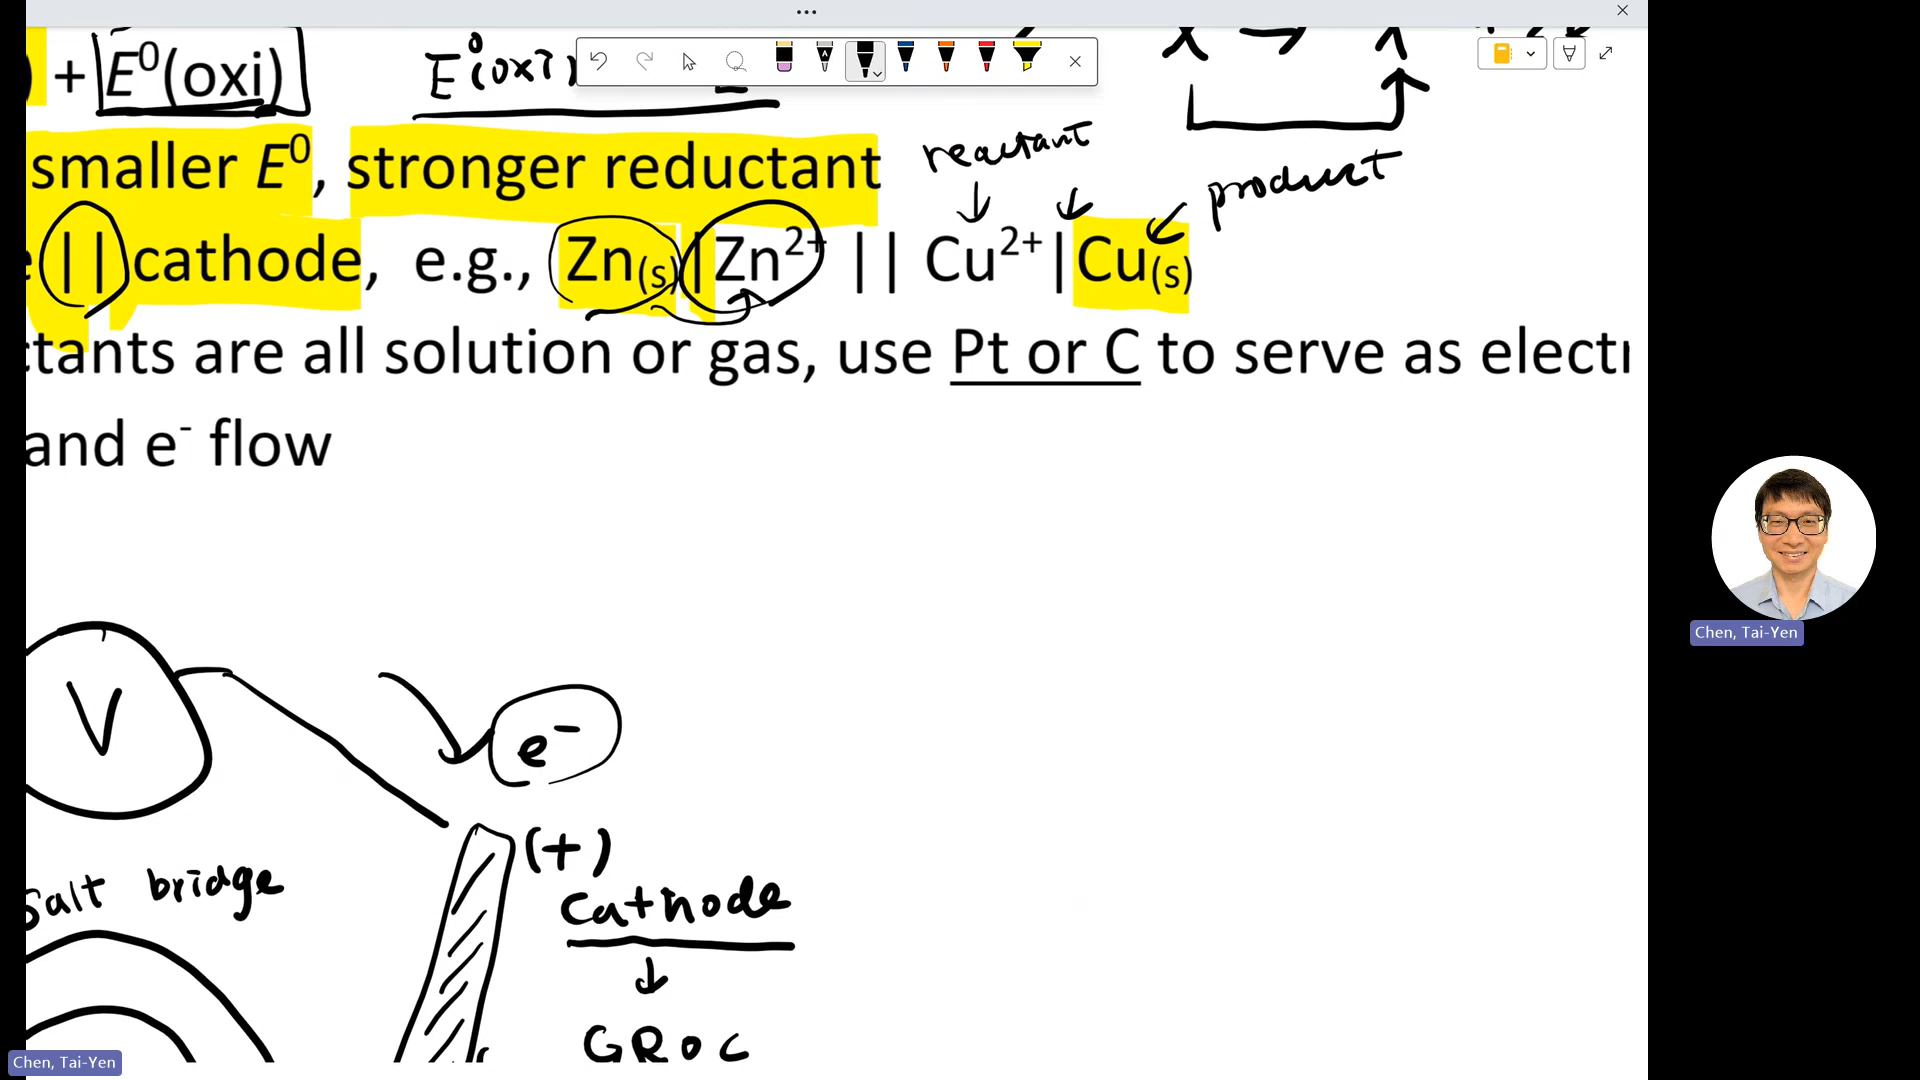 ) + E⁰(oxi) E⁰(oxi)
x → x
smaller E⁰, stronger reductant
reactant
product
e || cathode, e.g., Zn(s)|Zn²⁺ || Cu²⁺|Cu(s)
ctants are all solution or gas, use Pt or C to serve as electr
and e⁻ flow
V
e⁻
(+)
Salt bridge
Cathode
↓
GROC
Chen, Tai-Yen
Chen, Tai-Yen